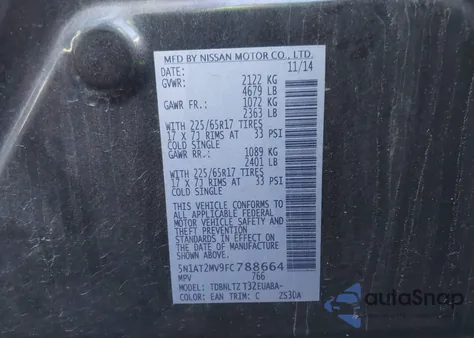 MFD BY NISSAN MOTOR CO., LTD.
DATE: 11/14
GVWR: 2122 KG
4679 LB
GAWR FR.: 1072 KG
2363 LB
WITH 225/65R17 TIRES
17 X 7J RIMS AT 33 PSI
COLD SINGLE
GAWR RR.: 1089 KG
2401 LB
WITH 225/65R17 TIRES
17 X 7J RIMS AT 33 PSI
COLD SINGLE
THIS VEHICLE CONFORMS TO
ALL APPLICABLE FEDERAL
MOTOR VEHICLE SAFETY
AND THEFT PREVENTION
STANDARDS IN EFFECT ON
THE DATE OF MANUFACTURE
SHOWN ABOVE.
5N1AT2MV9FC788664
MPV 766
MODEL: TDBNLTZ T32EUABA-
COLOR: EAN TRIM: C ZS30A
autoSnap